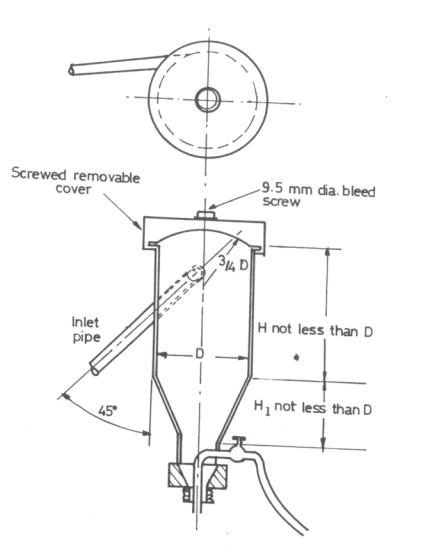 Screwed removable
cover
9.5 mm dia. bleed
screw
3/4 D
Inlet
pipe
H not less than D
D
H1 not less than D
45°